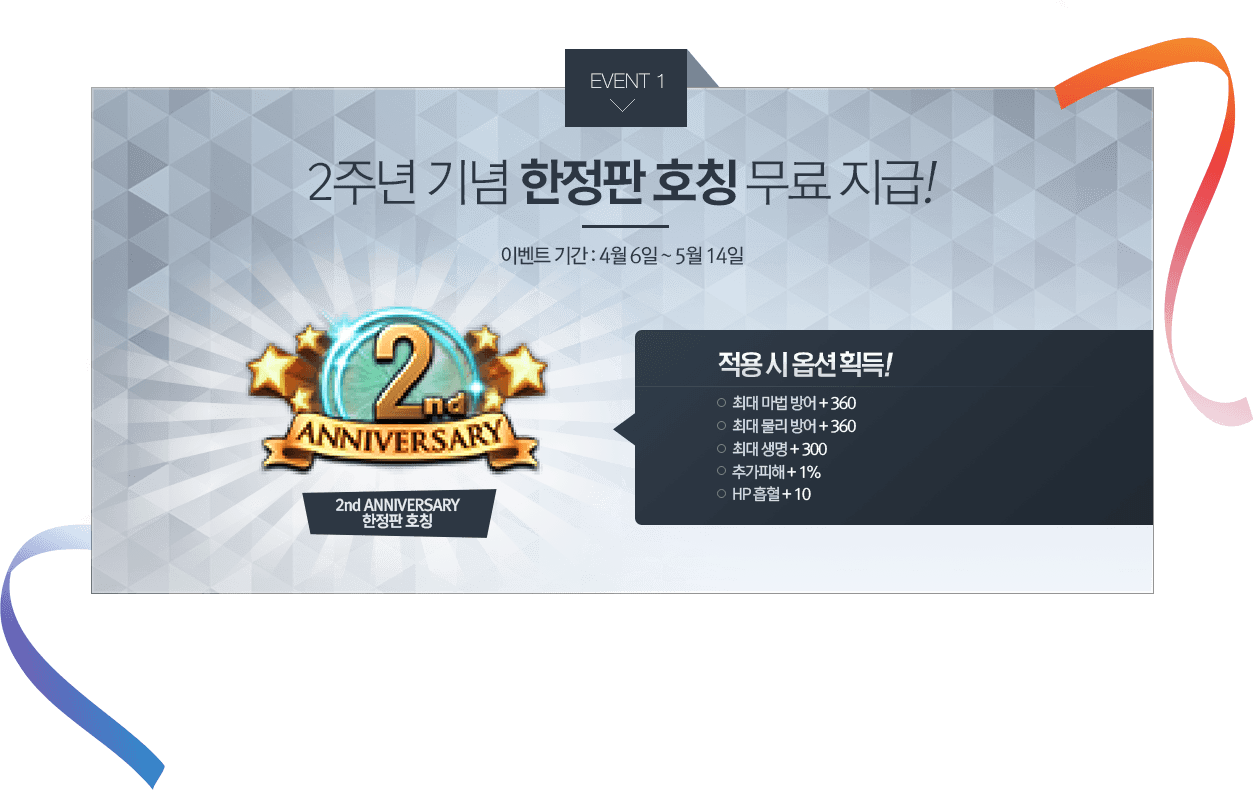 EVENT 1
2주년 기념 한정판 호칭 무료 지급!
이벤트 기간 : 4월 6일 ~ 5월 14일
2nd
ANNIVERSARY
2nd ANNIVERSARY
한정판 호칭
적용 시 옵션 획득!
최대 마법 방어 + 360
최대 물리 방어 + 360
최대 생명 + 300
추가피해 + 1%
HP 흡혈 + 10